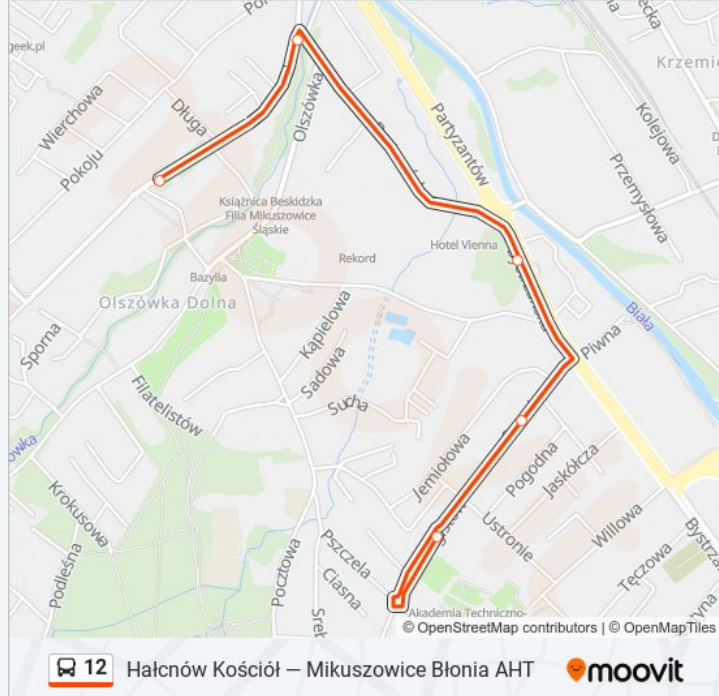 geek.pl
Wierchowa
Długa
Pokoju
Olszówka
Partyzantów
Krzemie
Kolejowa
Przemysłowa
Książnica Beskidzka
Filia Mikuszowice
Śląskie
Hotel Vienna
Rekord
Bazylia
Olszówka Dolna
Biała
Piwna
Sporna
Kąpielowa
Sadowa
Sucha
Filatelistów
Jemiołowa
Pogodna
Jaskółcza
Krokusowa
Ustronie
Willowa
Podleśna
Pocztowa
Pszczela
Ciasna
Tęczowa
Bystrza
Akademia Techniczno-
© OpenStreetMap contributors | © OpenMapTiles
12 Hałcnów Kościół — Mikuszowice Błonia AHT moovit